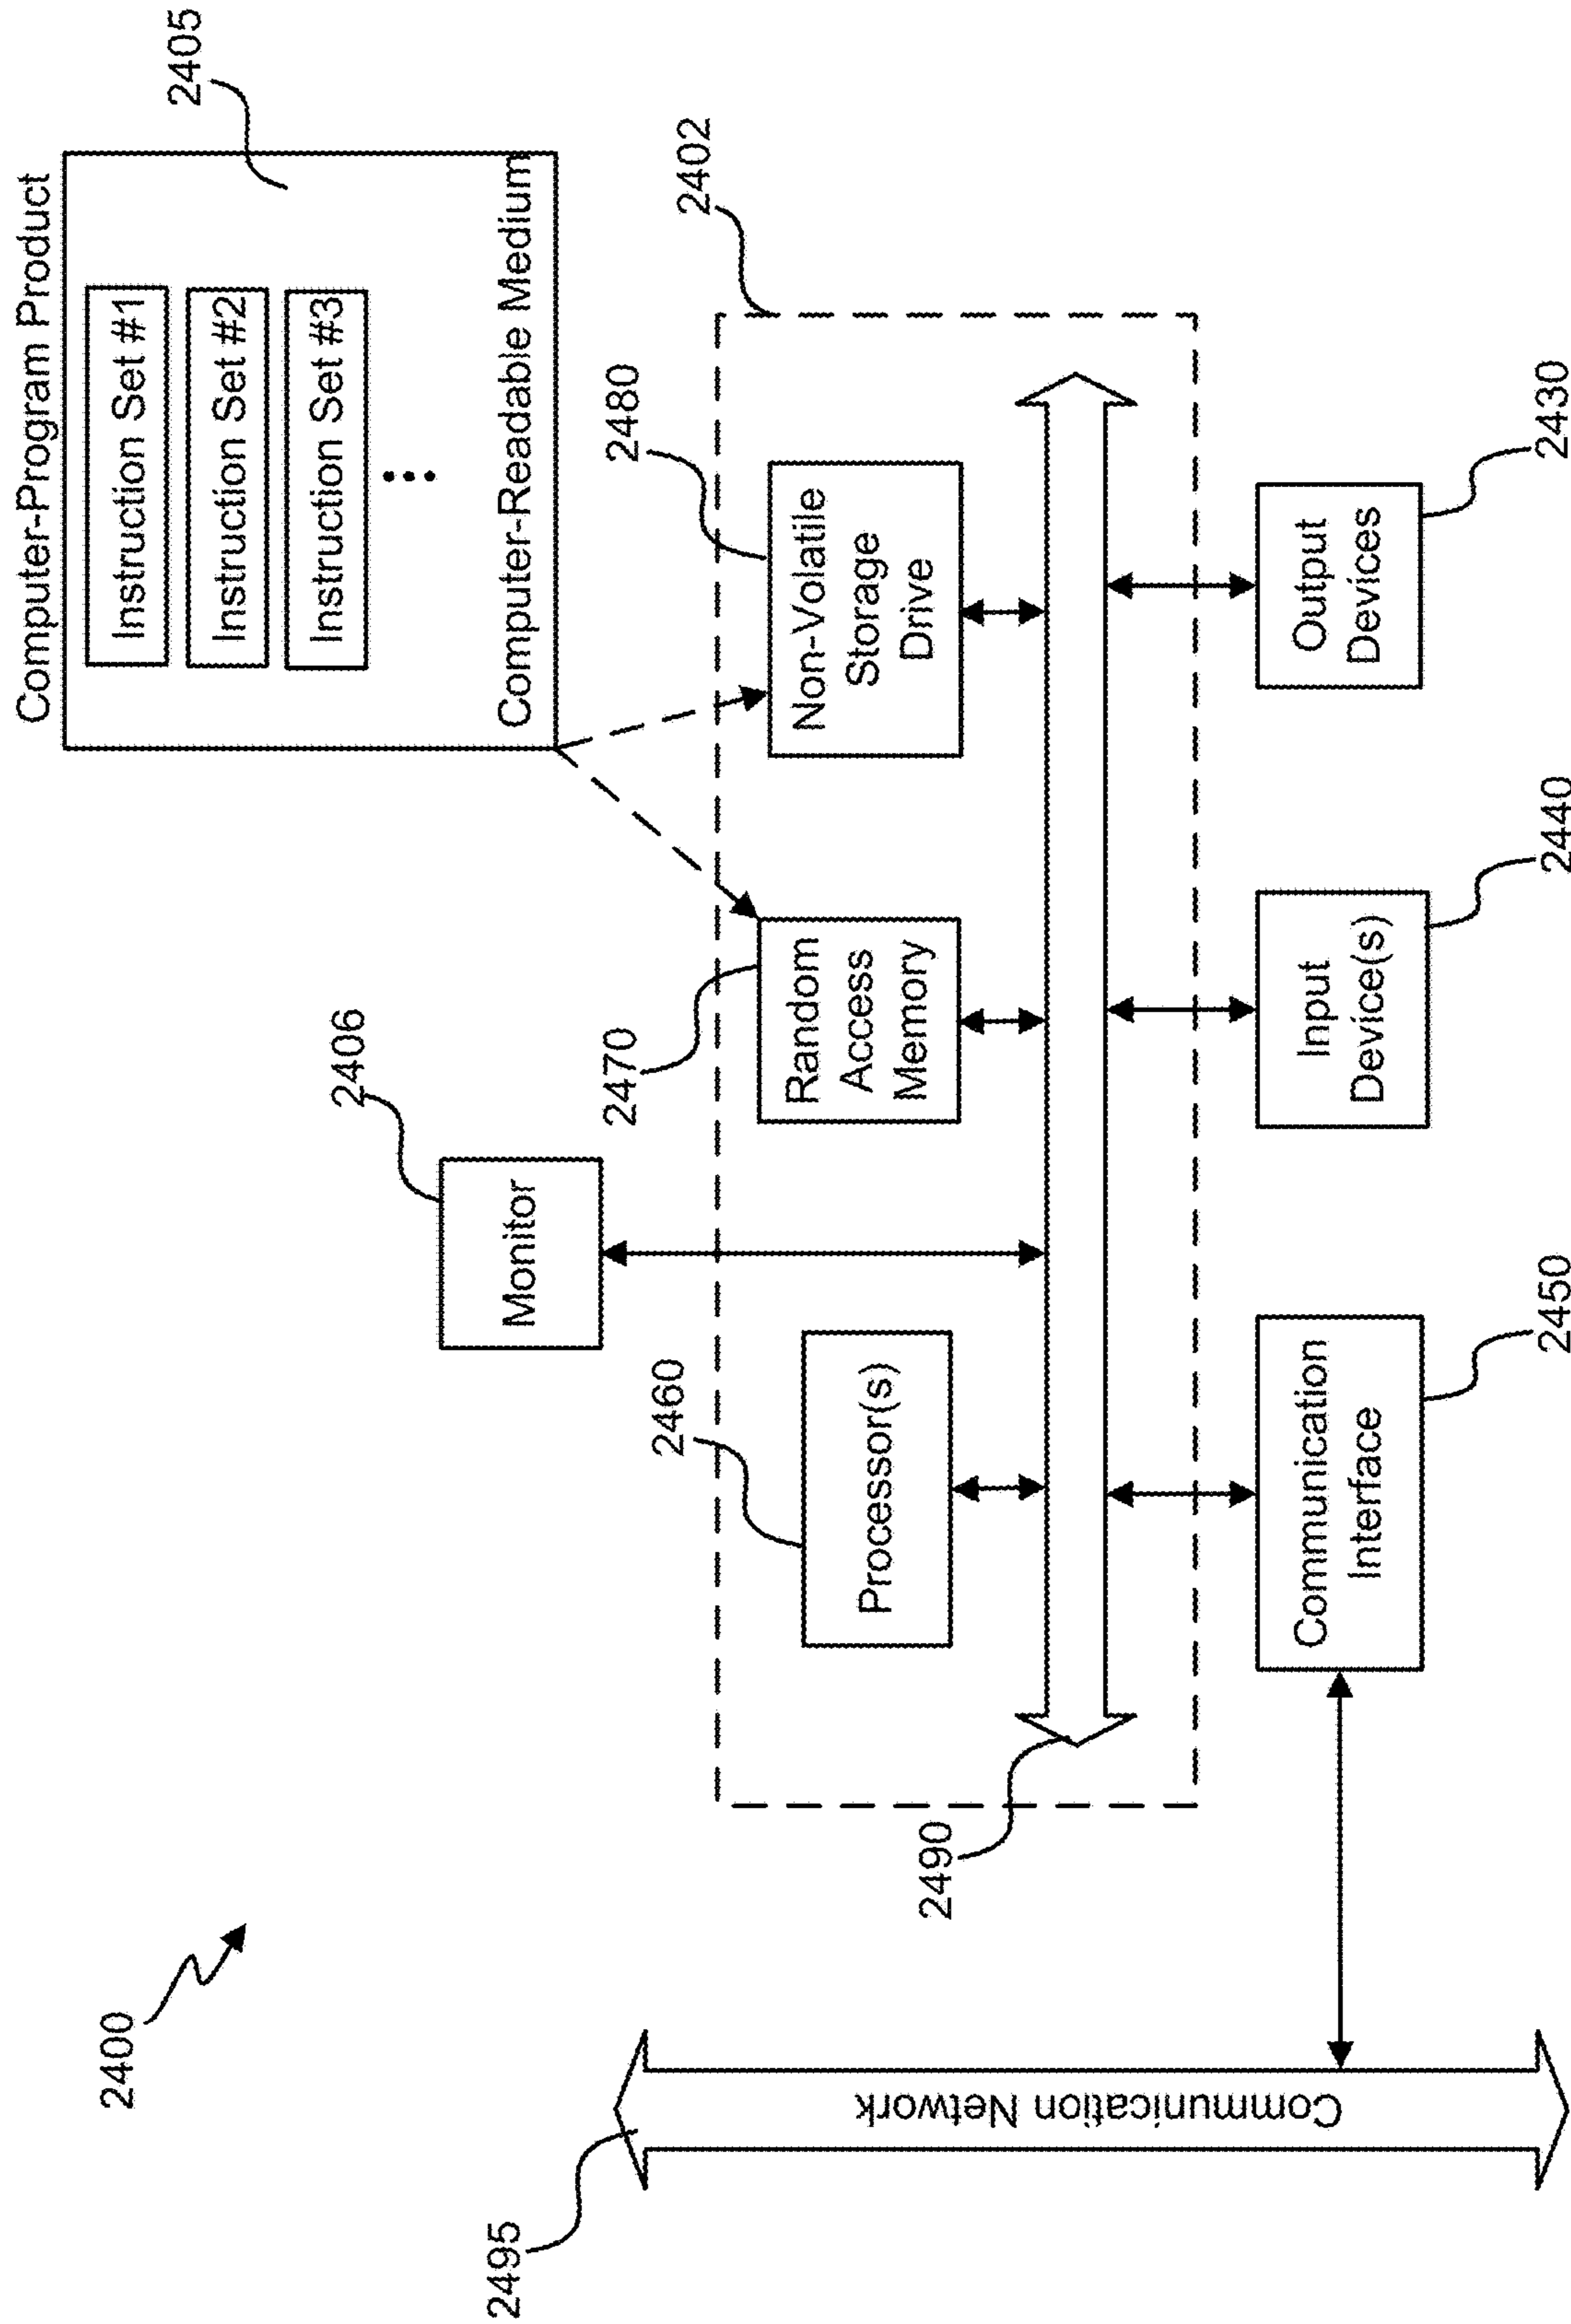 2400
2495
Communication Network
2406
Monitor
Computer-Program Product
Instruction Set #1
Instruction Set #2
Instruction Set #3
Computer-Readable Medium
2405
2402
2460
Processor(s)
2470
Random
Access
Memory
2480
Non-Volatile
Storage
Drive
2490
Communication
Interface
2450
Input
Device(s)
2440
Output
Devices
2430